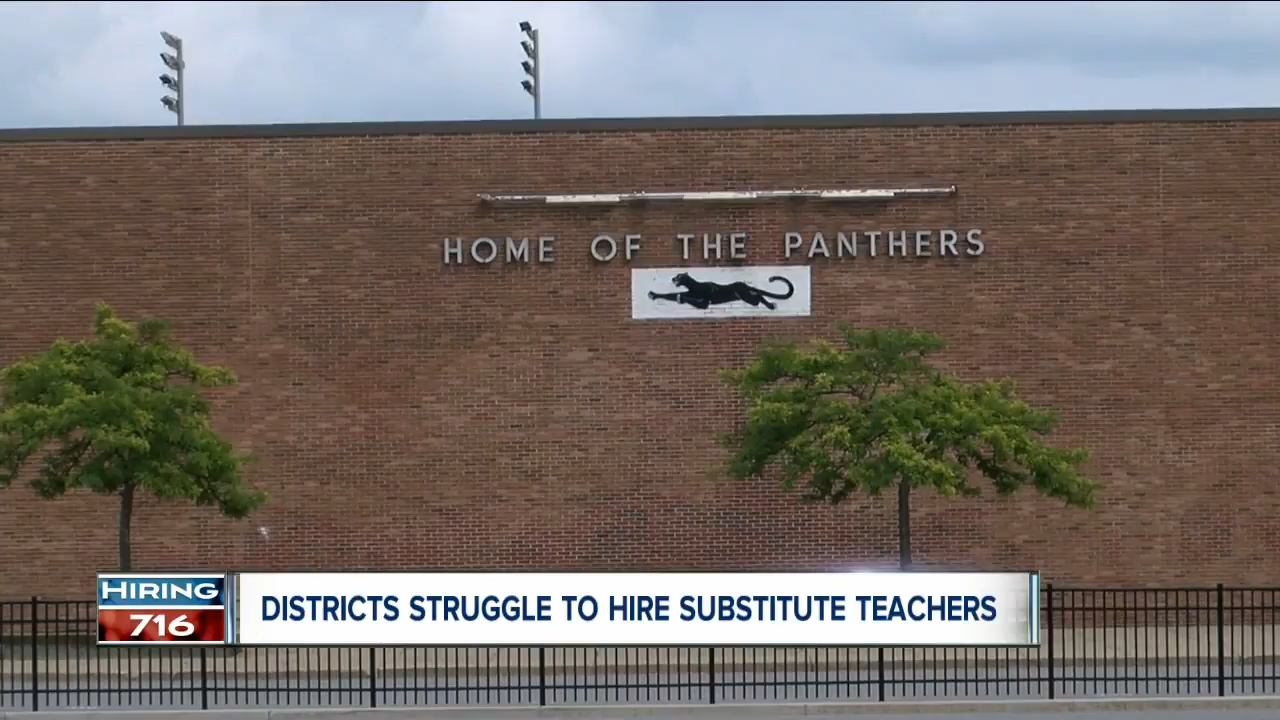 HOME OF THE PANTHERS
HIRING
716
DISTRICTS STRUGGLE TO HIRE SUBSTITUTE TEACHERS